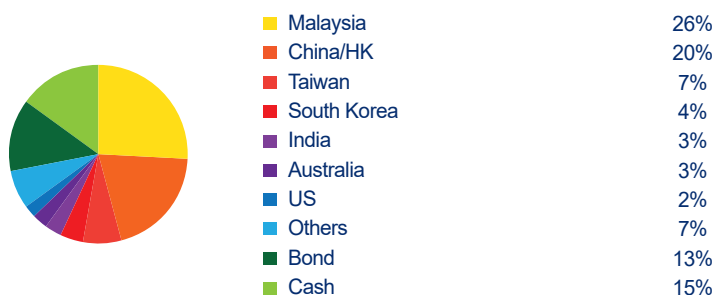 Malaysia 26%
China/HK 20%
Taiwan 7%
South Korea 4%
India 3%
Australia 3%
US 2%
Others 7%
Bond 13%
Cash 15%